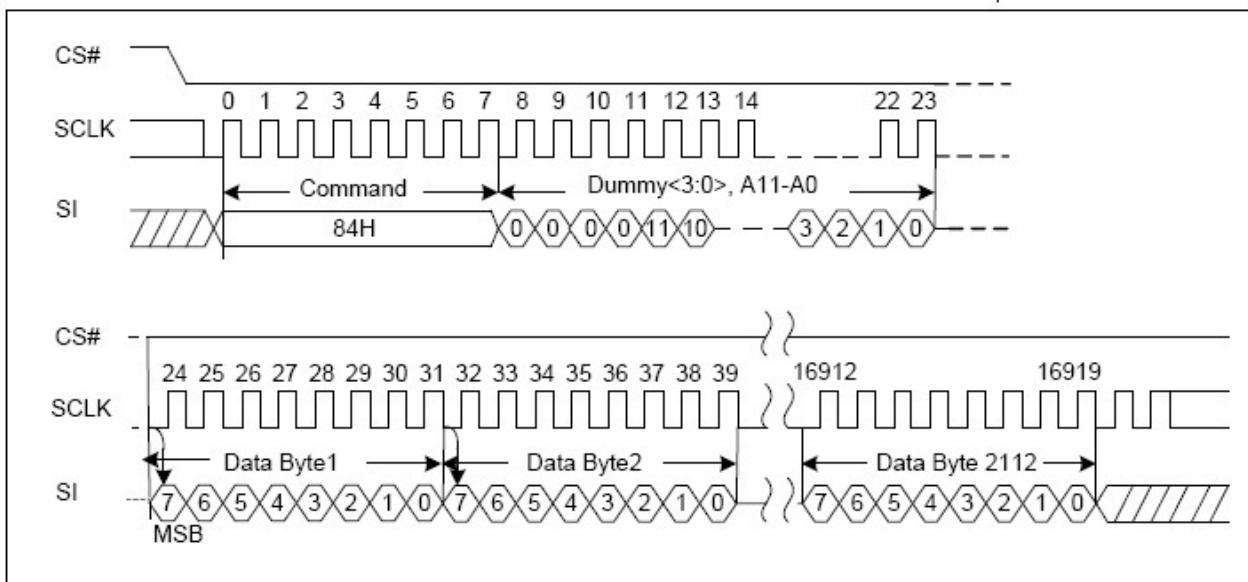 CS#
0 1 2 3 4 5 6 7 8 9 10 11 12 13 14 22 23
SCLK
Command Dummy<3:0>, A11-A0
SI
84H 0 0 0 0 11 10 3 2 1 0
CS#
24 25 26 27 28 29 30 31 32 33 34 35 36 37 38 39 16912 16919
SCLK
Data Byte1 Data Byte2 Data Byte 2112
SI
7 6 5 4 3 2 1 0 7 6 5 4 3 2 1 0 7 6 5 4 3 2 1 0
MSB